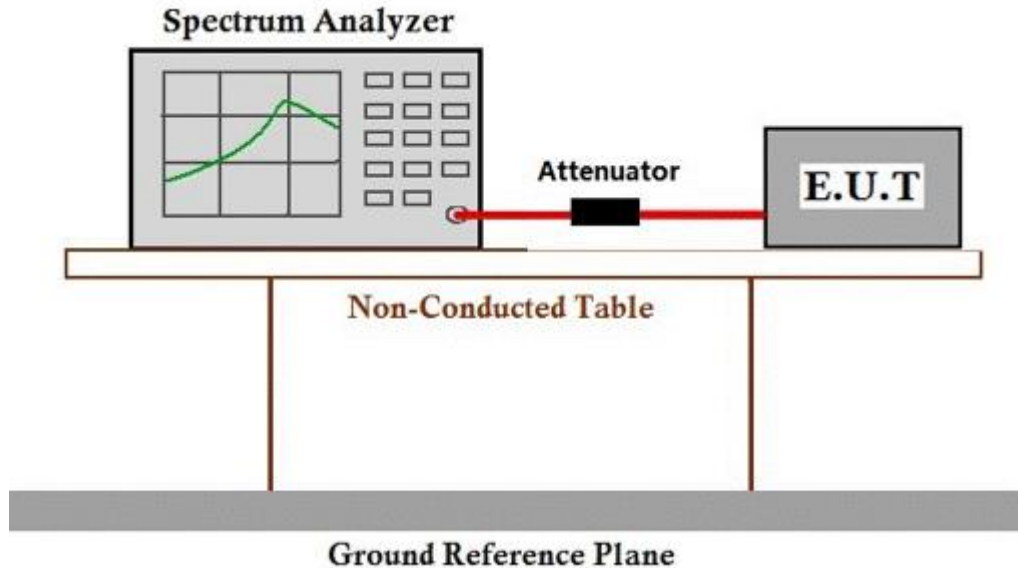 Spectrum Analyzer
Attenuator
E.U.T
Non-Conducted Table
Ground Reference Plane